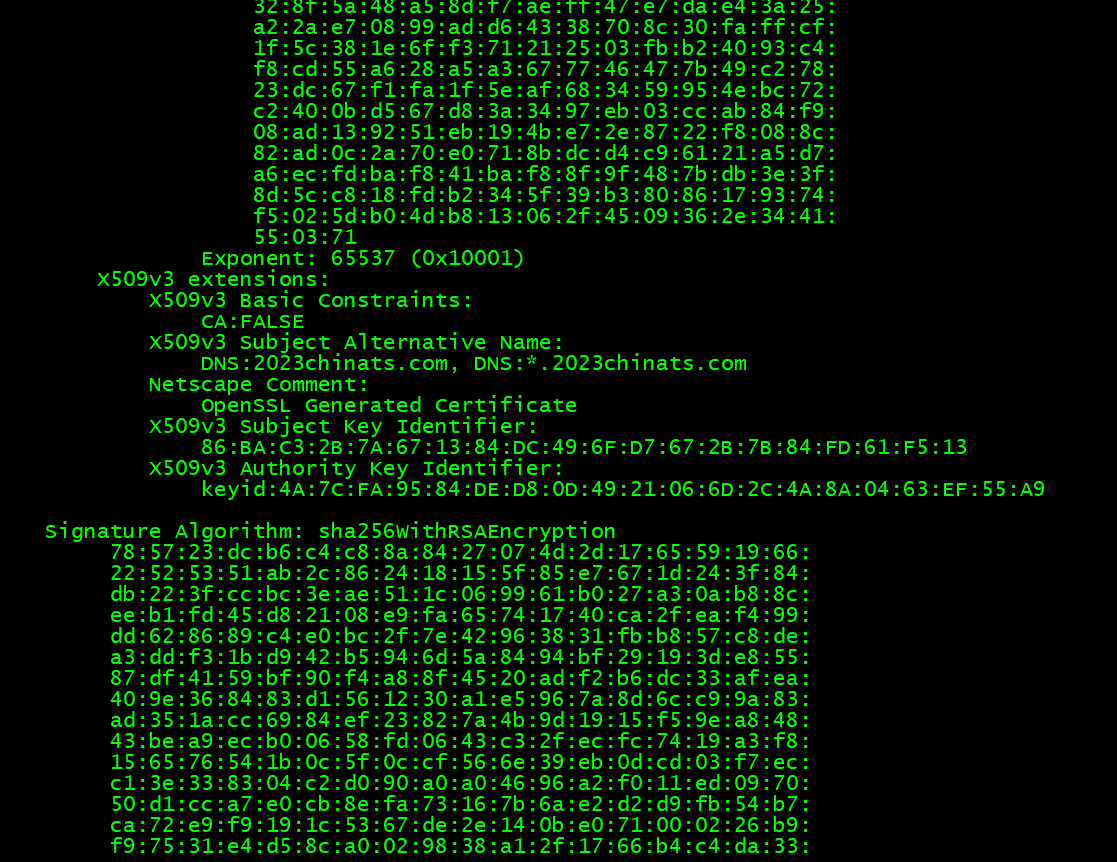 32:8f:5a:48:a5:8d:f7:ae:ff:47:e7:da:e4:3a:25:
a2:2a:e7:08:99:ad:d6:43:38:70:8c:30:fa:ff:cf:
1f:5c:38:1e:6f:f3:71:21:25:03:fb:b2:40:93:c4:
f8:cd:55:a6:28:a5:a3:67:77:46:47:7b:49:c2:78:
23:dc:67:f1:fa:1f:5e:af:68:34:59:95:4e:bc:72:
c2:40:0b:d5:67:d8:3a:34:97:eb:03:cc:ab:84:f9:
08:ad:13:92:51:eb:19:4b:e7:2e:87:22:f8:08:8c:
82:ad:0c:2a:70:e0:71:8b:dc:d4:c9:61:21:a5:d7:
a6:ec:fd:ba:f8:41:ba:f8:8f:9f:48:7b:db:3e:3f:
8d:5c:c8:18:fd:b2:34:5f:39:b3:80:86:17:93:74:
f5:02:5d:b0:4d:b8:13:06:2f:45:09:36:2e:34:41:
55:03:71
Exponent: 65537 (0x10001)
X509v3 extensions:
X509v3 Basic Constraints:
CA:FALSE
X509v3 Subject Alternative Name:
DNS:2023chinats.com, DNS:*.2023chinats.com
Netscape Comment:
OpenSSL Generated Certificate
X509v3 Subject Key Identifier:
86:BA:C3:2B:7A:67:13:84:DC:49:6F:D7:67:2B:7B:84:FD:61:F5:13
X509v3 Authority Key Identifier:
keyid:4A:7C:FA:95:84:DE:D8:0D:49:21:06:6D:2C:4A:8A:04:63:EF:55:A9
Signature Algorithm: sha256WithRSAEncryption
78:57:23:dc:b6:c4:c8:8a:84:27:07:4d:2d:17:65:59:19:66:
22:52:53:51:ab:2c:86:24:18:15:5f:85:e7:67:1d:24:3f:84:
db:22:3f:cc:bc:3e:ae:51:1c:06:99:61:b0:27:a3:0a:b8:8c:
ee:b1:fd:45:d8:21:08:e9:fa:65:74:17:40:ca:2f:ea:f4:99:
dd:62:86:89:c4:e0:bc:2f:7e:42:96:38:31:fb:b8:57:c8:de:
a3:dd:f3:1b:d9:42:b5:94:6d:5a:84:94:bf:29:19:3d:e8:55:
87:df:41:59:bf:90:f4:a8:8f:45:20:ad:f2:b6:dc:33:af:ea:
40:9e:36:84:83:d1:56:12:30:a1:e5:96:7a:8d:6c:c9:9a:83:
ad:35:1a:cc:69:84:ef:23:82:7a:4b:9d:19:15:f5:9e:a8:48:
43:be:a9:ec:b0:06:58:fd:06:43:c3:2f:ec:fc:74:19:a3:f8:
15:65:76:54:1b:0c:5f:0c:cf:56:6e:39:eb:0d:cd:03:f7:ec:
c1:3e:33:83:04:c2:d0:90:a0:a0:46:96:a2:f0:11:ed:09:70:
50:d1:cc:a7:e0:cb:8e:fa:73:16:7b:6a:e2:d2:d9:fb:54:b7:
ca:72:e9:f9:19:1c:53:67:de:2e:14:0b:e0:71:00:02:26:b9:
f9:75:31:e4:d5:8c:a0:02:98:38:a1:2f:17:66:b4:c4:da:33: